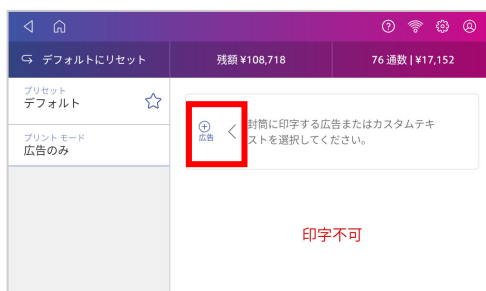 デフォルトにリセット
残額 ¥108,718
76 通数 | ¥17,152
プリセット
デフォルト
プリント モード
広告のみ
広告
封筒に印字する広告またはカスタムテキ
ストを選択してください。
印字不可